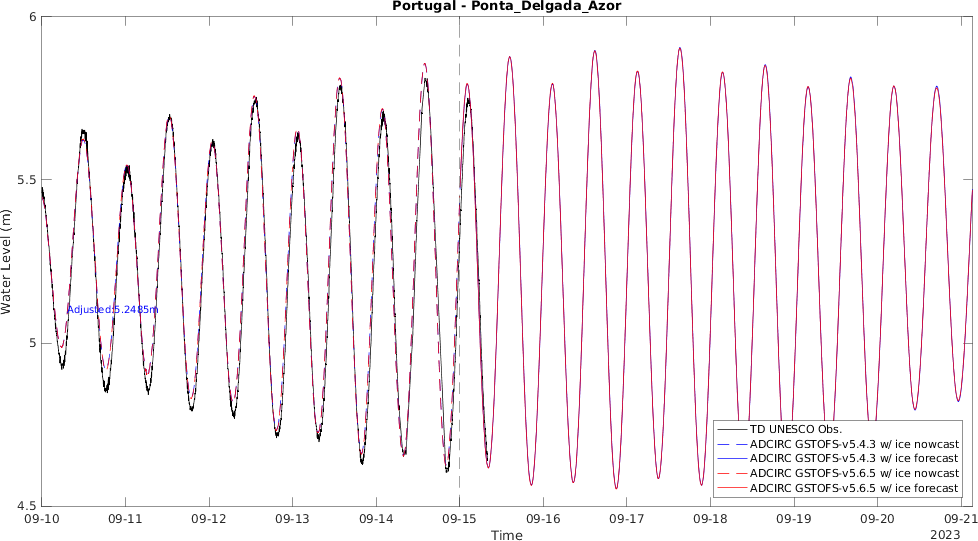 Portugal - Ponta_Delgada_Azor
6
5.5
5
4.5
Water Level (m)
Adjusted:5.2485m
TD UNESCO Obs.
ADCIRC GSTOFS-v5.4.3 w/ ice nowcast
ADCIRC GSTOFS-v5.4.3 w/ ice forecast
ADCIRC GSTOFS-v5.6.5 w/ ice nowcast
ADCIRC GSTOFS-v5.6.5 w/ ice forecast
09-10 09-11 09-12 09-13 09-14 09-15 09-16 09-17 09-18 09-19 09-20 09-21
Time
2023